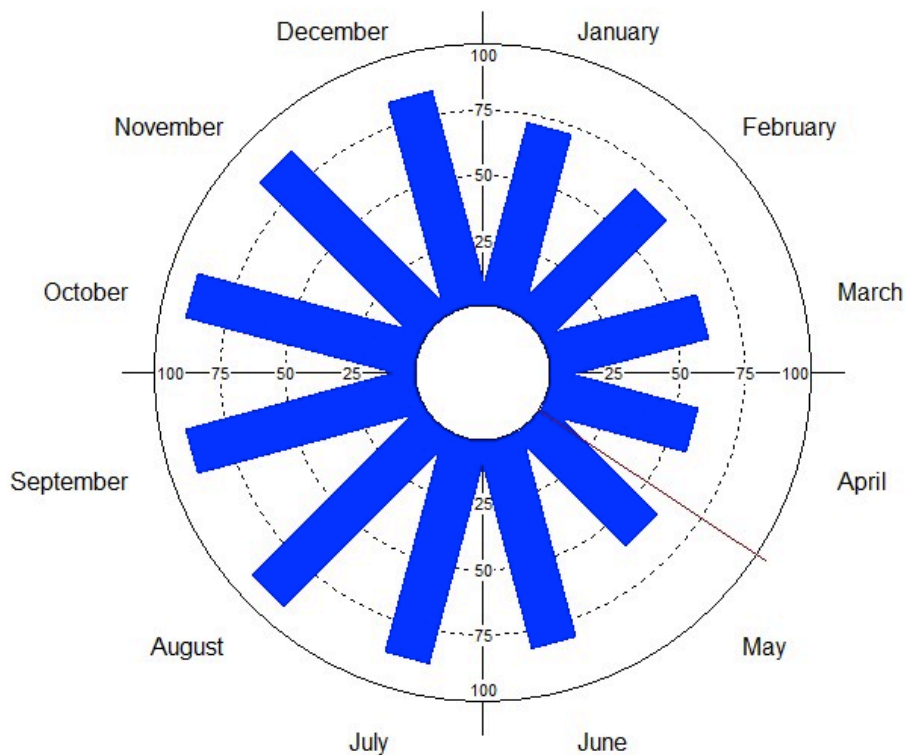 December January
100
November February
75
50
25
October March
100 75 50 25 25 50 75 100
September April
25
50
August May
75
100
July June